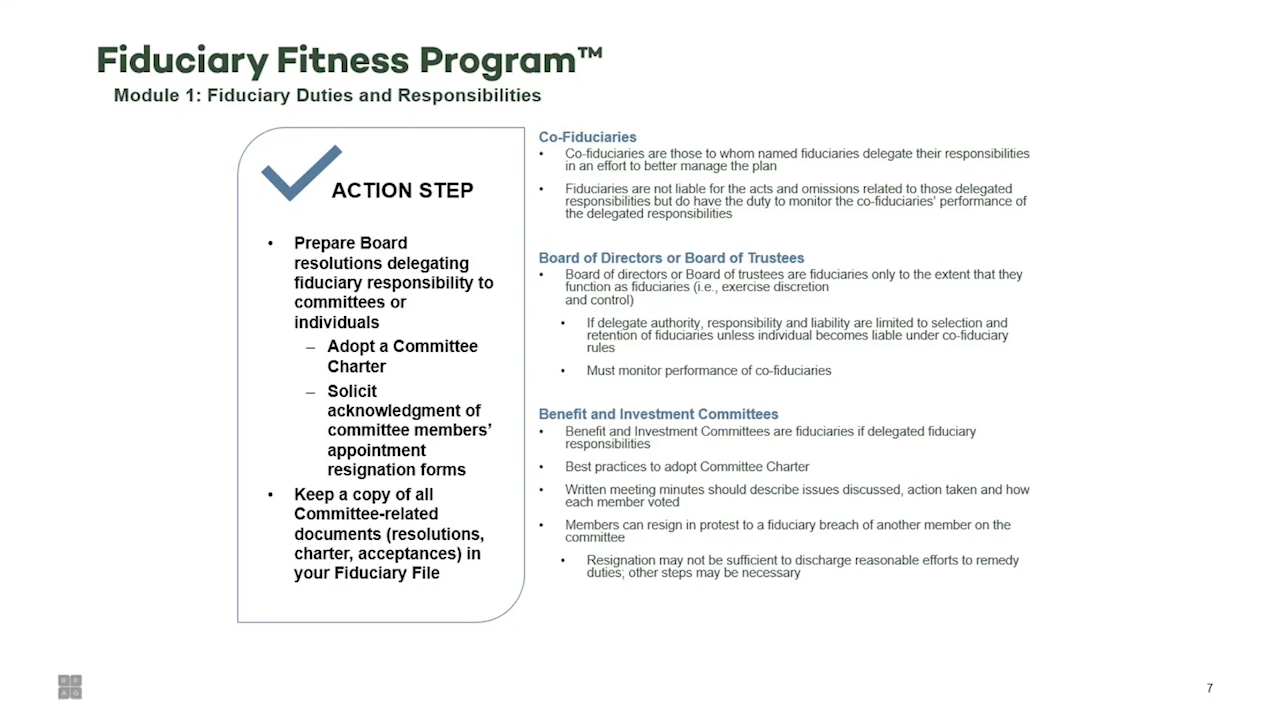 Fiduciary Fitness Program™
Module 1: Fiduciary Duties and Responsibilities
ACTION STEP
• Prepare Board
resolutions delegating
fiduciary responsibility to
committees or
individuals
– Adopt a Committee
Charter
– Solicit
acknowledgment of
committee members’
appointment
resignation forms
• Keep a copy of all
Committee-related
documents (resolutions,
charter, acceptances) in
your Fiduciary File
Co-Fiduciaries
• Co-fiduciaries are those to whom named fiduciaries delegate their responsibilities
in an effort to better manage the plan
• Fiduciaries are not liable for the acts and omissions related to those delegated
responsibilities but do have the duty to monitor the co-fiduciaries’ performance of
the delegated responsibilities
Board of Directors or Board of Trustees
• Board of directors or Board of trustees are fiduciaries only to the extent that they
function as fiduciaries (i.e., exercise discretion
and control)
• If delegate authority, responsibility and liability are limited to selection and
retention of fiduciaries unless individual becomes liable under co-fiduciary
rules
• Must monitor performance of co-fiduciaries
Benefit and Investment Committees
• Benefit and Investment Committees are fiduciaries if delegated fiduciary
responsibilities
• Best practices to adopt Committee Charter
• Written meeting minutes should describe issues discussed, action taken and how
each member voted
• Members can resign in protest to a fiduciary breach of another member on the
committee
• Resignation may not be sufficient to discharge reasonable efforts to remedy
duties; other steps may be necessary
R P
A G
7